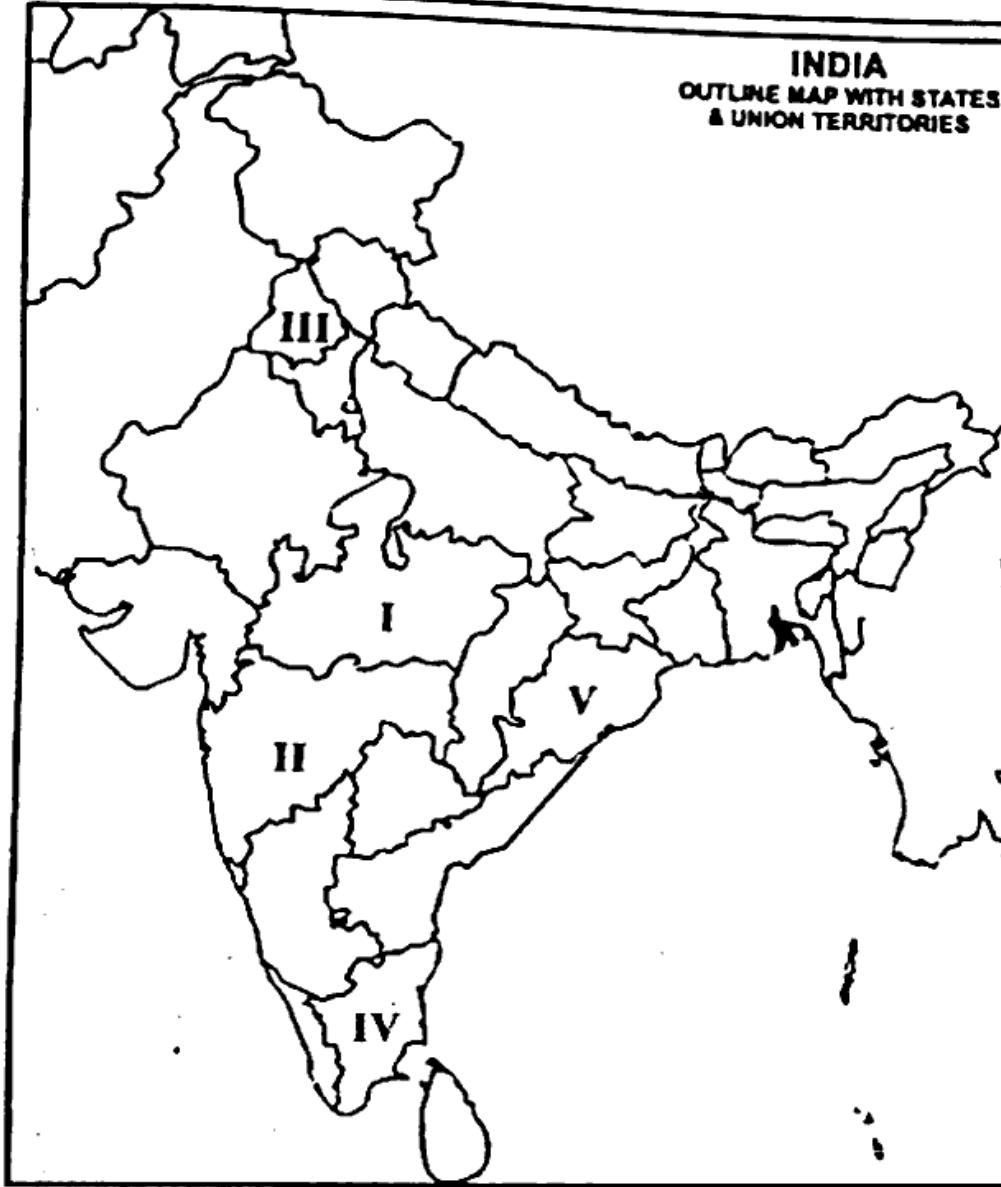 INDIA
OUTLINE MAP WITH STATES
& UNION TERRITORIES
III
I
V
II
IV